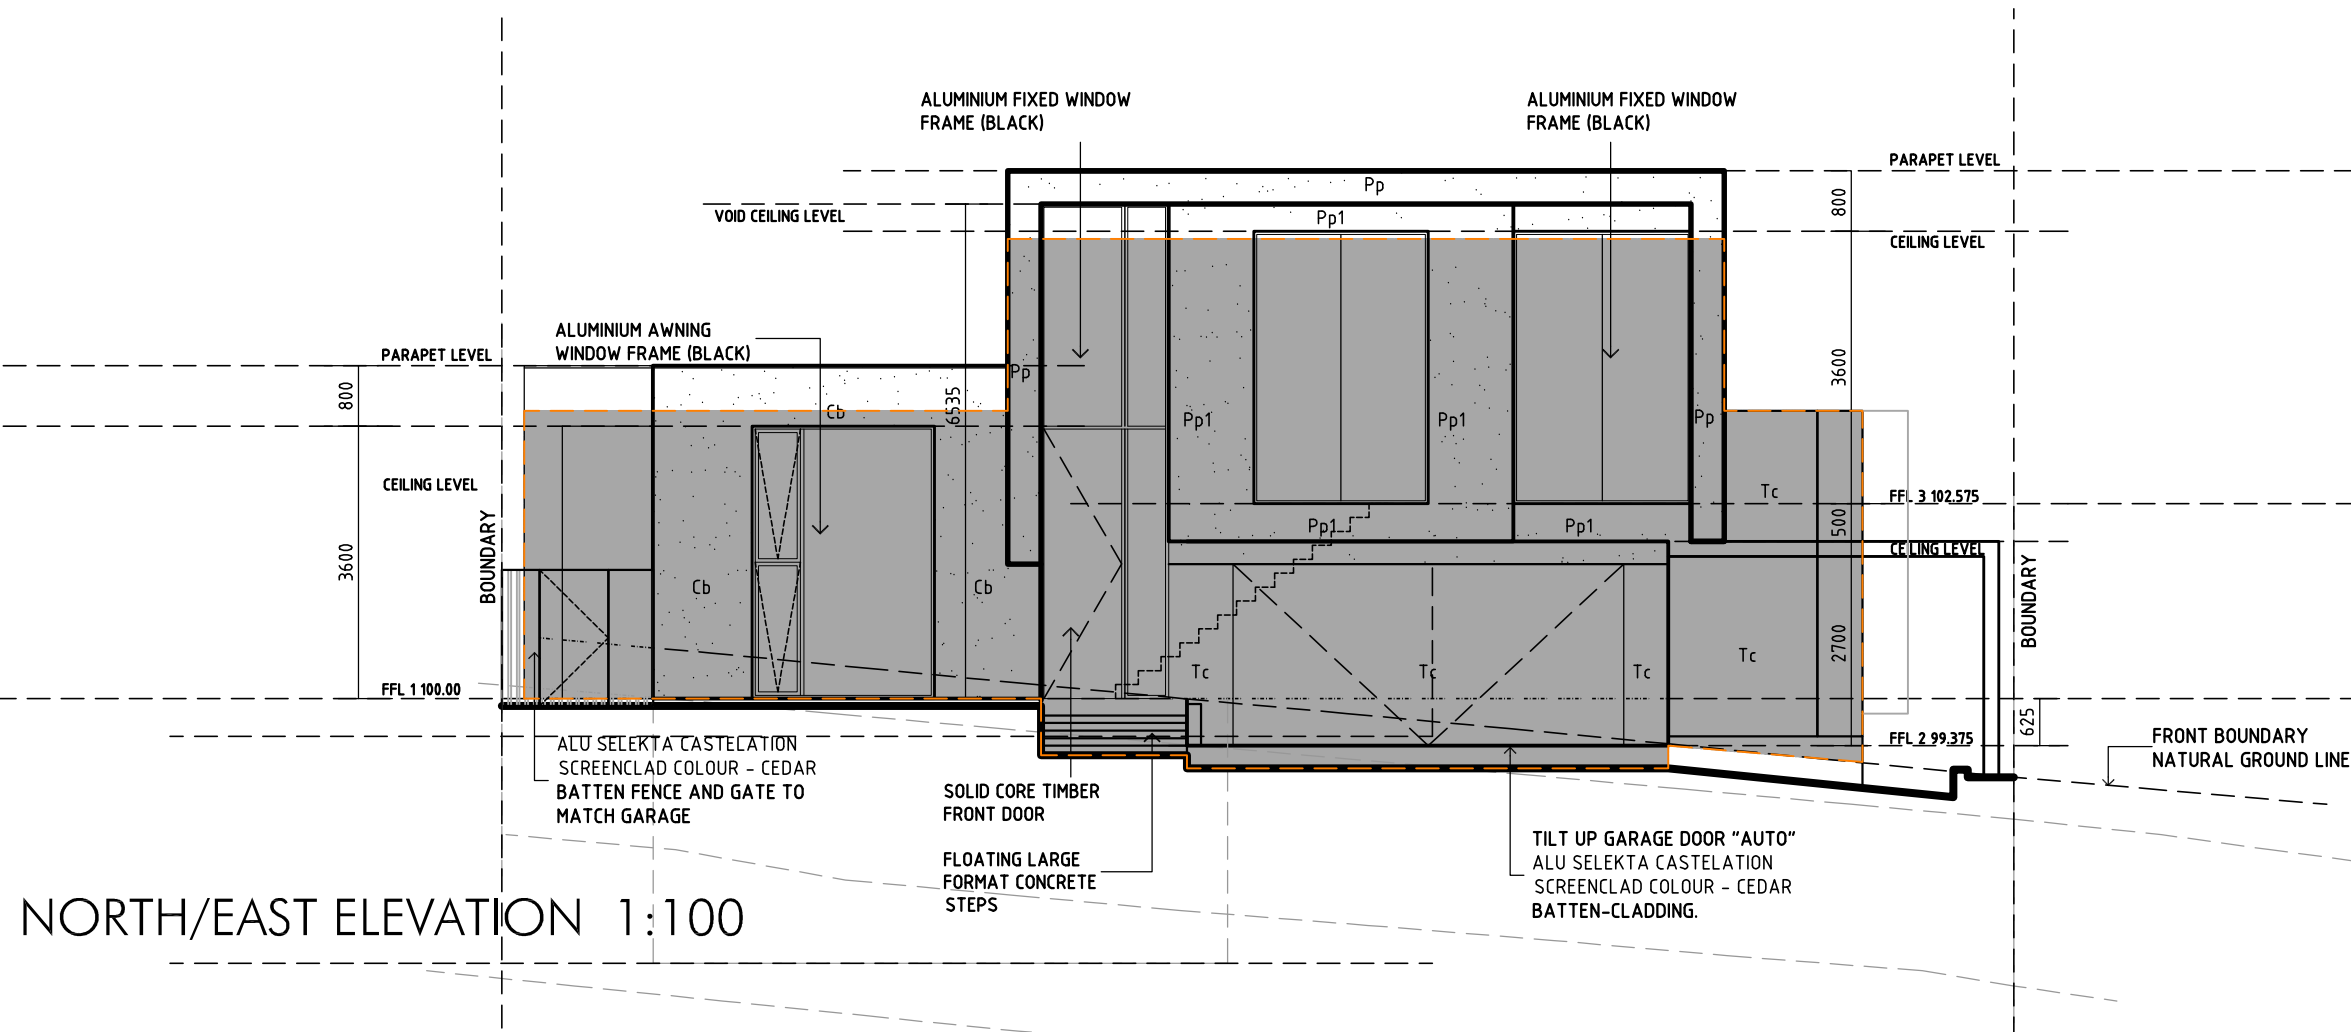 ALUMINIUM FIXED WINDOW
FRAME (BLACK)
ALUMINIUM FIXED WINDOW
FRAME (BLACK)
PARAPET LEVEL
Pp
800
VOID CEILING LEVEL
Pp1
CEILING LEVEL
ALUMINIUM AWNING
WINDOW FRAME (BLACK)
PARAPET LEVEL
Pp
3600
800
Cb
6535
Pp1
Pp1
Pp
CEILING LEVEL
Tc
FFL 3 102.575
BOUNDARY
Pp1
Pp1
500
CEILING LEVEL
3600
Cb
Cb
BOUNDARY
2700
Tc
Tc
Tc
Tc
FFL 1 100.00
625
FFL 2 99.375
FRONT BOUNDARY
NATURAL GROUND LINE
ALU SELEKTA CASTELATION
SCREENCLAD COLOUR - CEDAR
BATTEN FENCE AND GATE TO
MATCH GARAGE
SOLID CORE TIMBER
FRONT DOOR
FLOATING LARGE
FORMAT CONCRETE
STEPS
TILT UP GARAGE DOOR "AUTO"
ALU SELEKTA CASTELATION
SCREENCLAD COLOUR - CEDAR
BATTEN-CLADDING.
NORTH/EAST ELEVATION 1:100